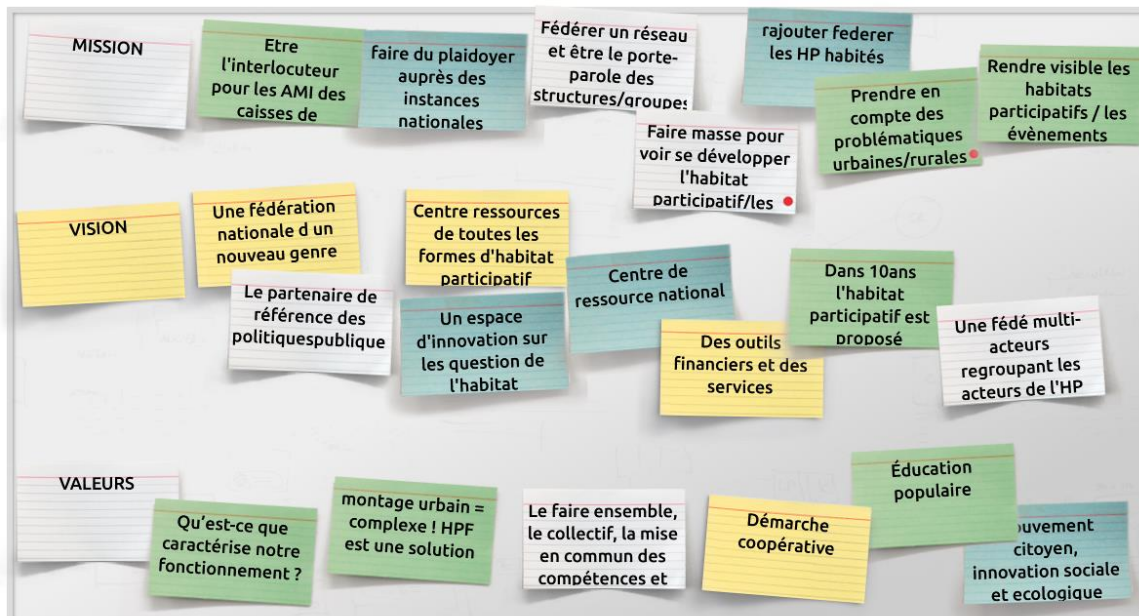 MISSION
Etre
l'interlocuteur
pour les AMI des
caisses de
faire du plaidoyer
auprès des
instances
nationales
Fédérer un réseau
et être le porte-
parole des
structures/groupes
rajouter federer
les HP habités
Prendre en
compte des
problématiques
urbaines/rurales
Rendre visible les
habitats
participatifs / les
évènements
Faire masse pour
voir se développer
l'habitat
participatif/les
VISION
Une fédération
nationale d un
nouveau genre
Centre ressources
de toutes les
formes d'habitat
participatif
Le partenaire de
référence des
politiquespublique
Un espace
d'innovation sur
les question de
l'habitat
Centre de
ressource national
Des outils
financiers et des
services
Dans 10ans
l'habitat
participatif est
proposé
Une fédé multi-
acteurs
regroupant les
acteurs de l'HP
VALEURS
Qu'est-ce que
caractérise notre
fonctionnement ?
montage urbain =
complexe ! HPF
est une solution
Le faire ensemble,
le collectif, la mise
en commun des
compétences et
Démarche
coopérative
Éducation
populaire
citoyen,
innovation sociale
et ecologique